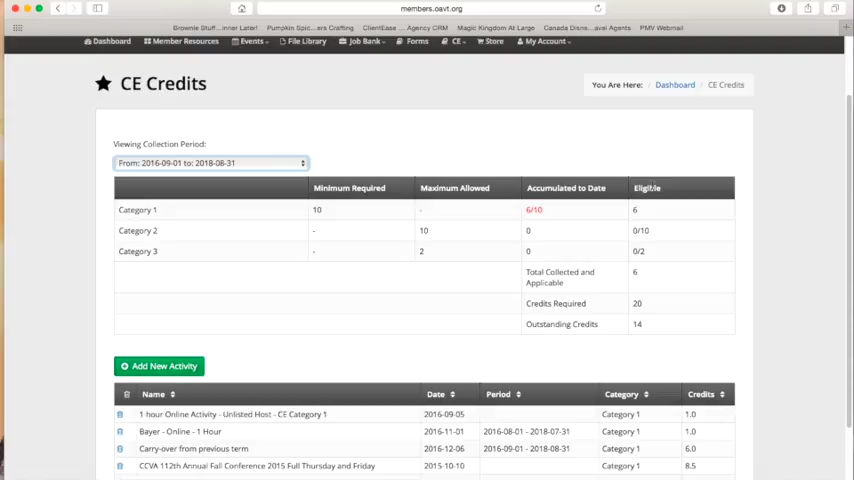 members.oavt.org
Brownie Stuff...inner Later! Pumpkin Spic...ers Crafting ClientEase ... Agency CRM Magic Kingdom At Large Canada Disne...avel Agents PMV Webmail
Dashboard Member Resources Events File Library Job Bank Forms CE Store My Account
CE Credits
You Are Here: / Dashboard / CE Credits
Viewing Collection Period:
From: 2016-09-01 to: 2018-08-31
Minimum Required Maximum Allowed Accumulated to Date Eligible
Category 1 10 - 6/10 6
Category 2 - 10 0 0/10
Category 3 - 2 0 0/2
Total Collected and Applicable 6
Credits Required 20
Outstanding Credits 14
Add New Activity
Name Date Period Category Credits
1 hour Online Activity - Unlisted Host - CE Category 1 2016-09-05 Category 1 1.0
Bayer - Online - 1 Hour 2016-11-01 2016-08-01 - 2018-07-31 Category 1 1.0
Carry-over from previous term 2016-12-06 2016-09-01 - 2018-08-31 Category 1 6.0
CCVA 112th Annual Fall Conference 2015 Full Thursday and Friday 2015-10-10 Category 1 8.5